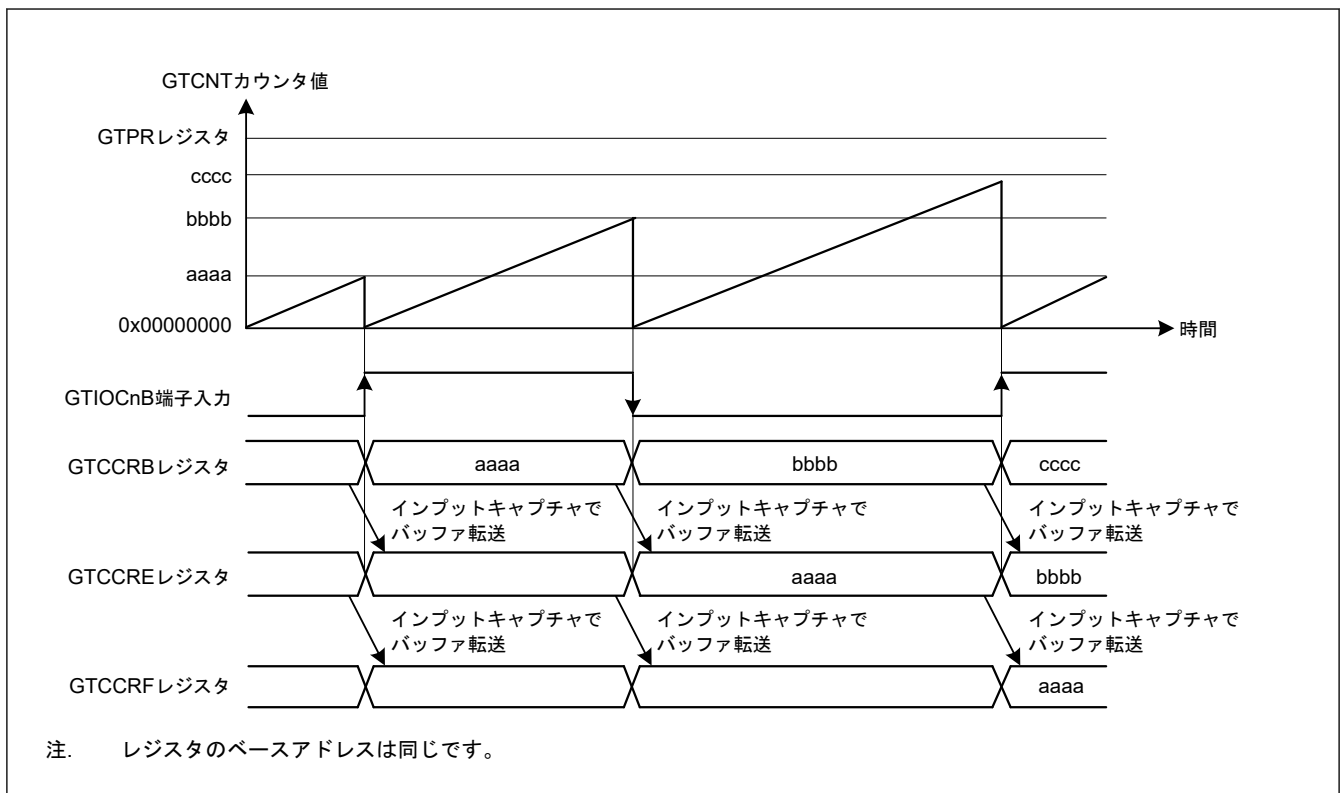 GTCNTカウンタ値
GTPRレジスタ
cccc
bbbb
aaaa
0x00000000
時間
GTIOCnB端子入力
GTCCRBレジスタ
aaaa
bbbb
cccc
インプットキャプチャで
バッファ転送
インプットキャプチャで
バッファ転送
インプットキャプチャで
バッファ転送
GTCCREレジスタ
aaaa
bbbb
インプットキャプチャで
バッファ転送
インプットキャプチャで
バッファ転送
インプットキャプチャで
バッファ転送
GTCCRFレジスタ
aaaa
注. レジスタのベースアドレスは同じです。